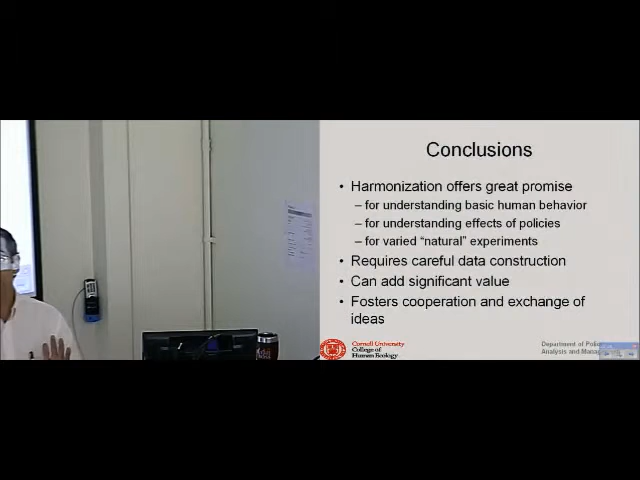 Conclusions
• Harmonization offers great promise
– for understanding basic human behavior
– for understanding effects of policies
– for varied “natural” experiments
• Requires careful data construction
• Can add significant value
• Fosters cooperation and exchange of
ideas
Cornell University
College of
Human Ecology
Department of
Analysis and